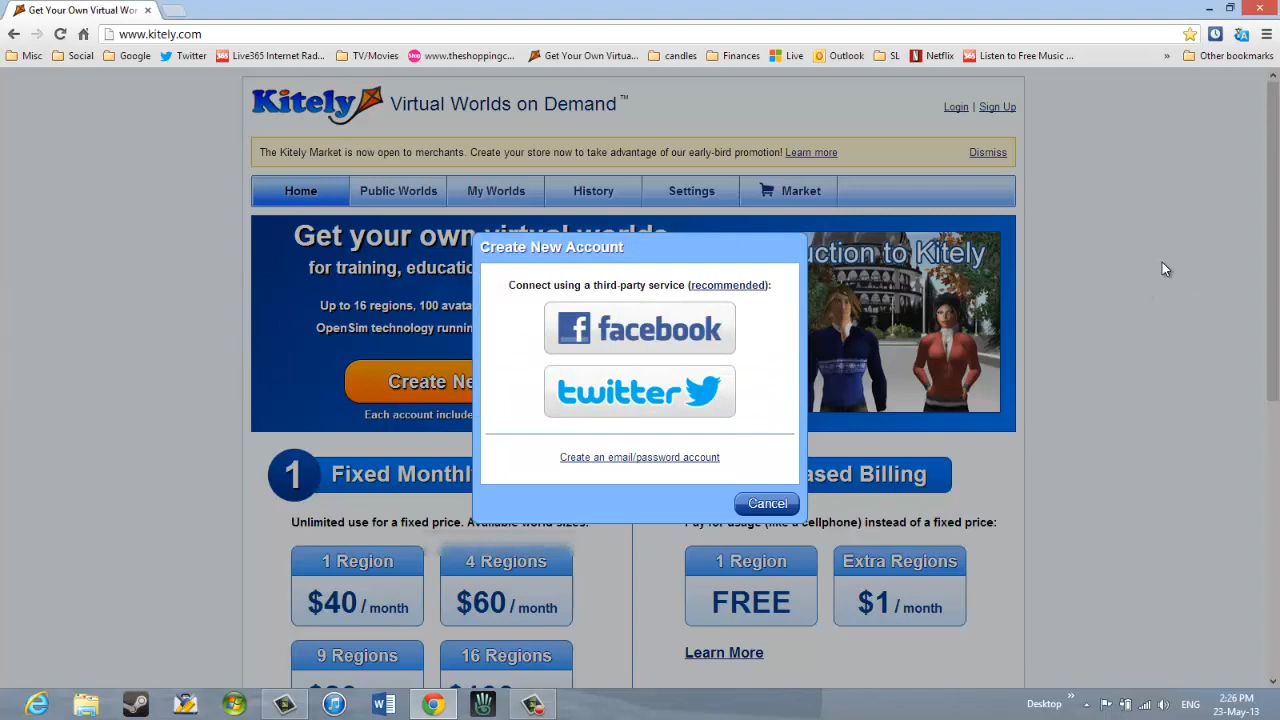 Get Your Own Virtual Wor
www.kitely.com
Misc Social Google Twitter Live365 Internet Rad... TV/Movies www.theshoppingc... Get Your Own Virtua... candles Finances Live Outlook SL Netflix Listen to Free Music ... » Other bookmarks
Kitely Virtual Worlds on Demand ™
Login | Sign Up
The Kitely Market is now open to merchants. Create your store now to take advantage of our early-bird promotion! Learn more Dismiss
Home Public Worlds My Worlds History Settings Market
Get your own virtual worlds
for training, educatio
Up to 16 regions, 100 avata
OpenSim technology runnin
Create Ne
Each account include
uction to Kitely
Create New Account
Connect using a third-party service (recommended):
facebook
twitter
Create an email/password account
Cancel
1 Fixed Monthl
ased Billing
Unlimited use for a fixed price. Available world sizes:
Pay for usage (like a cellphone) instead of a fixed price:
1 Region 4 Regions 1 Region Extra Regions
$40 / month $60 / month FREE $1 / month
9 Regions 16 Regions
Learn More
Desktop » ENG 2:26 PM
23-May-13